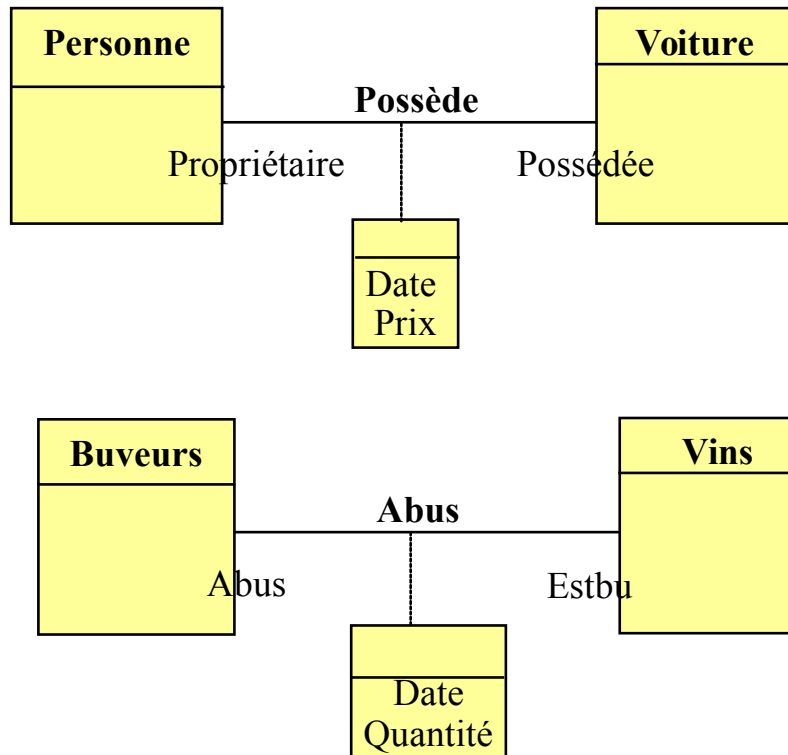 Personne
Voiture
Possède
Propriétaire
Possédée
Date
Prix
Buveurs
Vins
Abus
Abus
Estbu
Date
Quantité